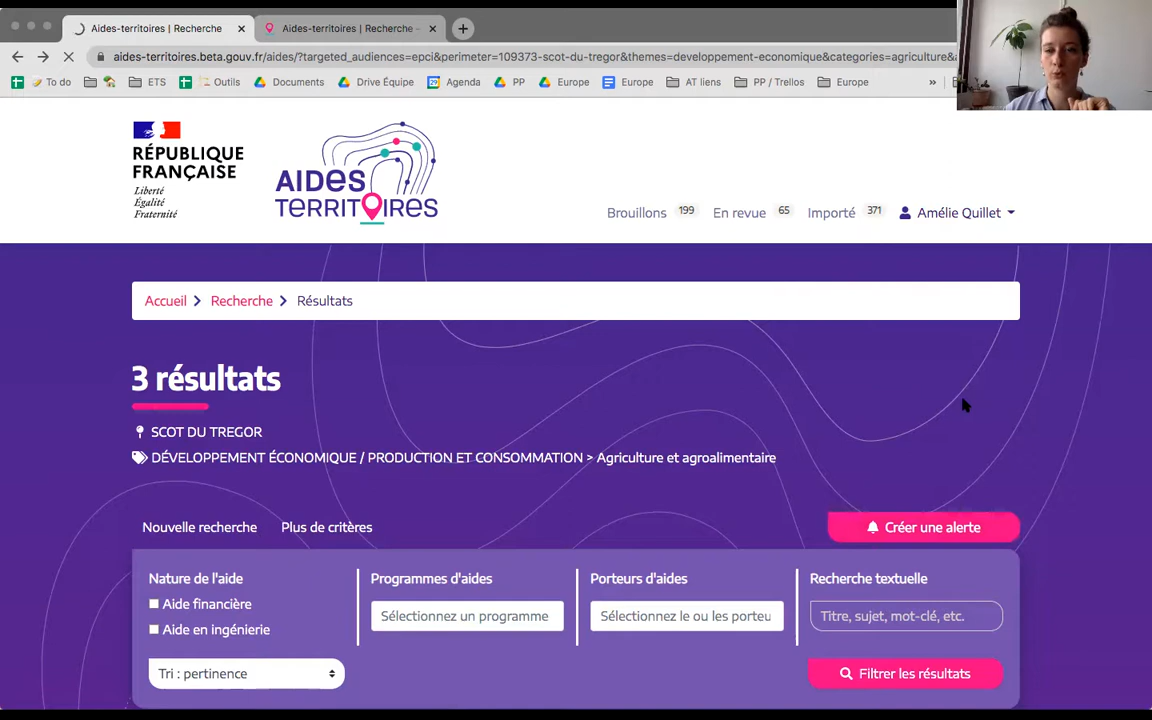 Aides-territoires | Recherche
Aides-territoires | Recherche -
aides-territoires.beta.gouv.fr/aides/?targeted_audiences=epci&perimeter=109373-scot-du-tregor&themes=developpement-economique&categories=agriculture&
To do
ETS
Outils
Documents
Drive Équipe
Agenda
PP
Europe
Europe
AT liens
PP / Trellos
Europe
»
RÉPUBLIQUE
FRANÇAISE
Liberté
Égalité
Fraternité
AIDES
TERRITOIRES
Brouillons 199
En revue 65
Importé 371
Amélie Quillet
Accueil > Recherche > Résultats
3 résultats
SCOT DU TREGOR
DÉVELOPPEMENT ÉCONOMIQUE / PRODUCTION ET CONSOMMATION > Agriculture et agroalimentaire
Nouvelle recherche
Plus de critères
Créer une alerte
Nature de l'aide
Aide financière
Aide en ingénierie
Programmes d'aides
Sélectionnez un programme
Porteurs d'aides
Sélectionnez le ou les porteu
Recherche textuelle
Titre, sujet, mot-clé, etc.
Tri : pertinence
Filtrer les résultats